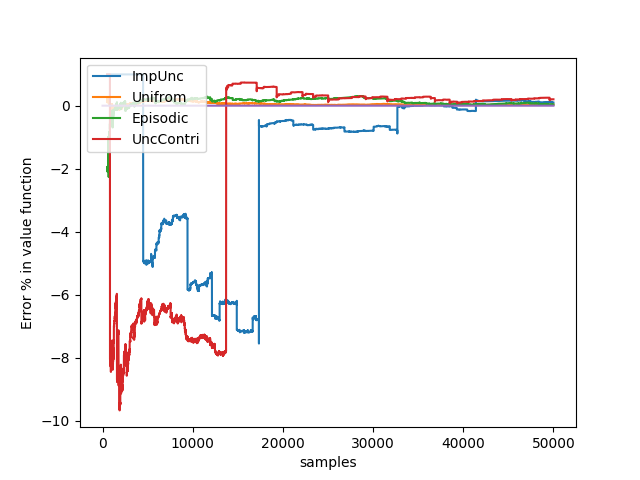 ImpUnc
Unifrom
Episodic
UncContri
0
−2
−4
−6
−8
−10
Error % in value function
0 10000 20000 30000 40000 50000
samples